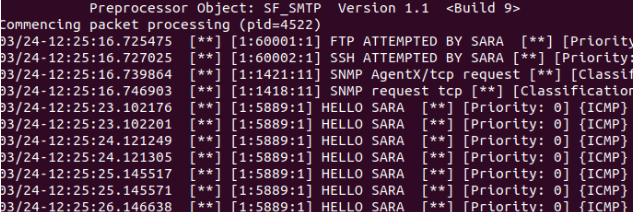 Preprocessor Object: SF_SMTP Version 1.1 <Build 9>
Commencing packet processing (pid=4522)
03/24-12:25:16.725475 [**] [1:60001:1] FTP ATTEMPTED BY SARA [**] [Priority
03/24-12:25:16.727025 [**] [1:60002:1] SSH ATTEMPTED BY SARA [**] [Priority:
03/24-12:25:16.739864 [**] [1:1421:11] SNMP AgentX/tcp request [**] [Classif
03/24-12:25:16.746903 [**] [1:1418:11] SNMP request tcp [**] [Classification
03/24-12:25:23.102176 [**] [1:5889:1] HELLO SARA [**] [Priority: 0] {ICMP}
03/24-12:25:23.102201 [**] [1:5889:1] HELLO SARA [**] [Priority: 0] {ICMP}
03/24-12:25:24.121249 [**] [1:5889:1] HELLO SARA [**] [Priority: 0] {ICMP}
03/24-12:25:24.121305 [**] [1:5889:1] HELLO SARA [**] [Priority: 0] {ICMP}
03/24-12:25:25.145517 [**] [1:5889:1] HELLO SARA [**] [Priority: 0] {ICMP}
03/24-12:25:25.145571 [**] [1:5889:1] HELLO SARA [**] [Priority: 0] {ICMP}
03/24-12:25:26.146638 [**] [1:5889:1] HELLO SARA [**] [Priority: 0] {ICMP}